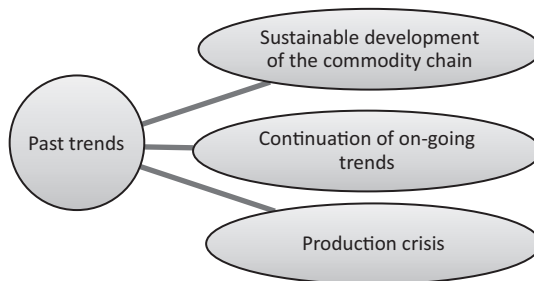 Sustainable development
of the commodity chain
Past trends
Continuation of on-going
trends
Production crisis